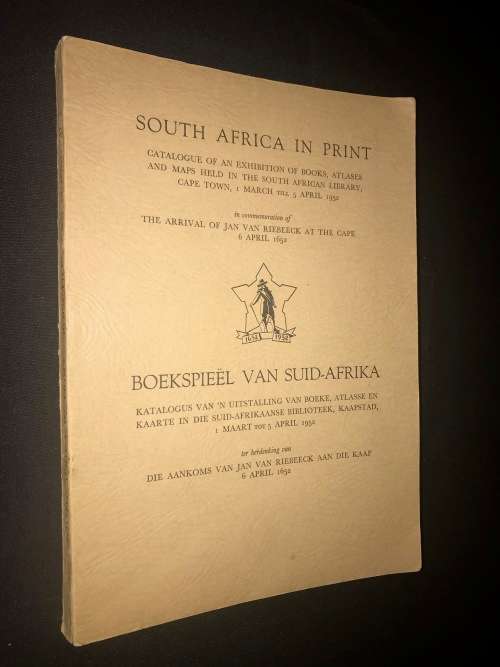 SOUTH AFRICA IN PRINT
CATALOGUE OF AN EXHIBITION OF BOOKS, ATLASES
AND MAPS HELD IN THE SOUTH AFRICAN LIBRARY,
CAPE TOWN, 1 MARCH TILL 5 APRIL 1952
in commemoration of
THE ARRIVAL OF JAN VAN RIEBEECK AT THE CAPE
6 APRIL 1652
1652 1952
BOEKSPIEËL VAN SUID-AFRIKA
KATALOGUS VAN 'N UITSTALLING VAN BOEKE, ATLASSE EN
KAARTE IN DIE SUID-AFRIKAANSE BIBLIOTEEK, KAAPSTAD,
1 MAART TOT 5 APRIL 1952
ter herdenking van
DIE AANKOMS VAN JAN VAN RIEBEECK AAN DIE KAAP
6 APRIL 1652